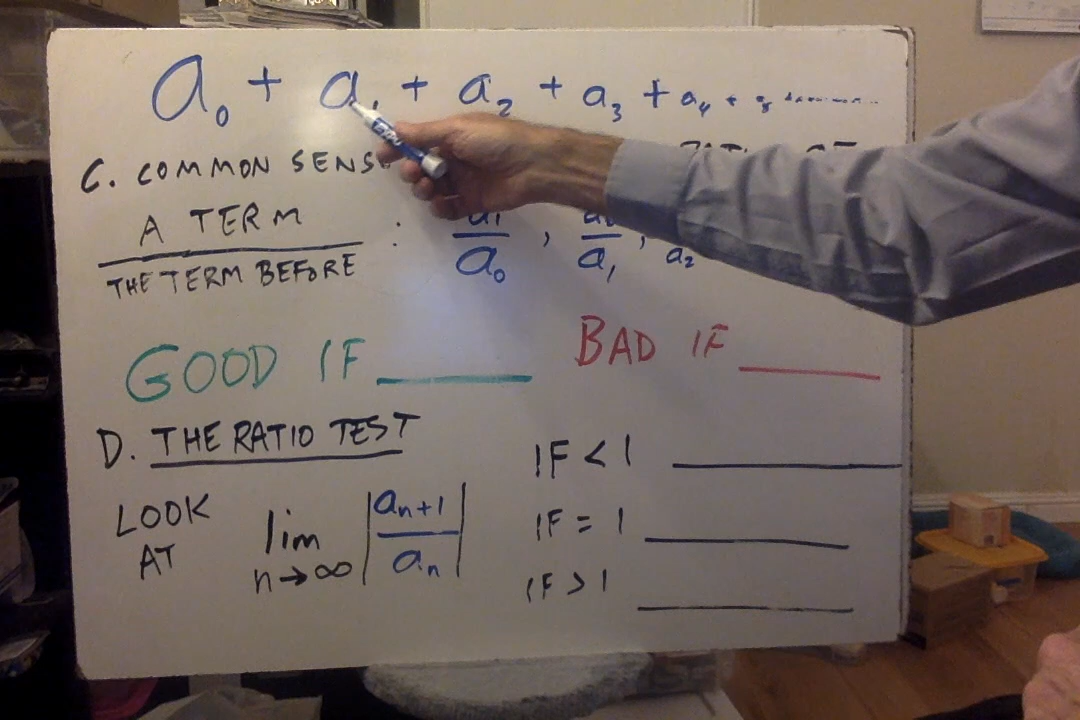 a₀ + a₁ + a₂ + a₃ + a₄ +
C. COMMON SENSE
A TERM
THE TERM BEFORE : a₁/a₀ , a₂/a₁ , a₂
GOOD IF ______ BAD IF ______
D. THE RATIO TEST
IF < 1 ______
LOOK AT lim n→∞ |aₙ₊₁/aₙ|
IF = 1 ______
IF > 1 ______